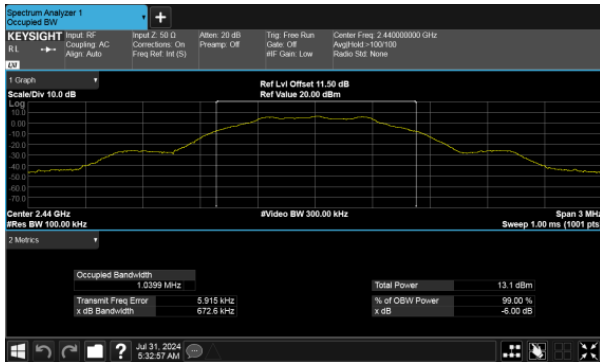 Spectrum Analyzer 1
Occupied BW
+
KEYSIGHT Input: RF Input Z: 50 Ω Atten: 20 dB Trig: Free Run Center Freq: 2.440000000 GHz
R L Coupling: AC Corrections: On Preamp: Off Gate: Off Avg|Hold:>100/100
Align: Auto Freq Ref: Int (S) #IF Gain: Low Radio Std: None
LXI
1 Graph
Ref Lvl Offset 11.50 dB
Scale/Div 10.0 dB Ref Value 20.00 dBm
Log
10.0
0.00
-10.0
-20.0
-30.0
-40.0
-50.0
-60.0
-70.0
Center 2.44 GHz #Video BW 300.00 kHz Span 3 MHz
#Res BW 100.00 kHz Sweep 1.00 ms (1001 pts)
2 Metrics
Occupied Bandwidth
1.0399 MHz Total Power 13.1 dBm
Transmit Freq Error 5.915 kHz % of OBW Power 99.00 %
x dB Bandwidth 672.6 kHz x dB -6.00 dB
? Jul 31, 2024
5:32:57 AM